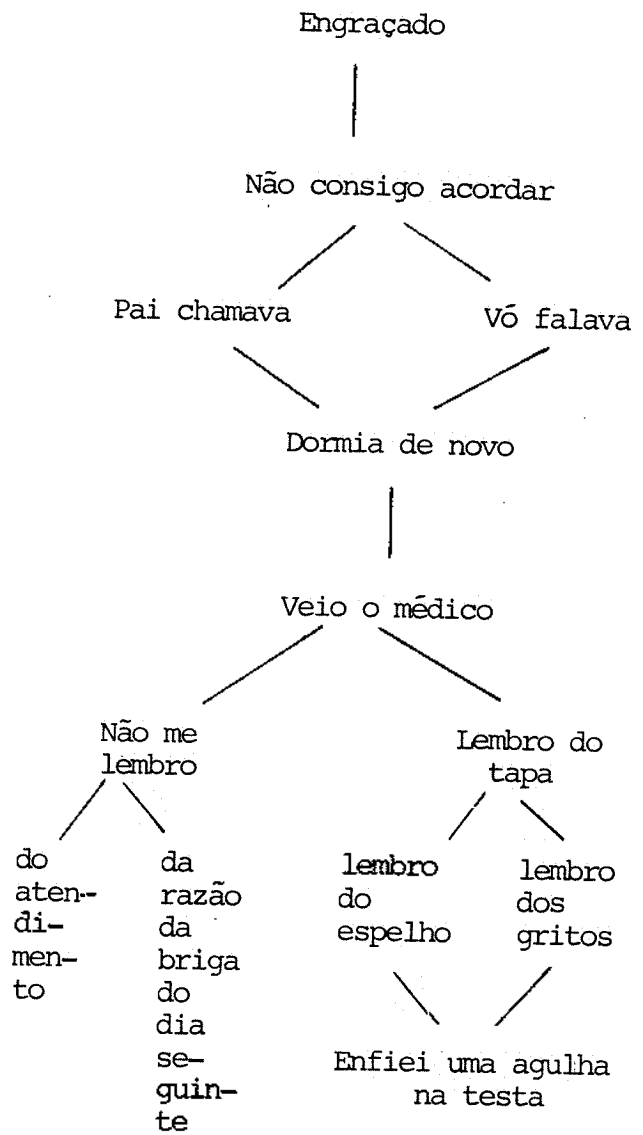 Engraçado
Não consigo acordar
Pai chamava
Vó falava
Dormia de novo
Veio o médico
Não me
lembro
Lembro do
tapa
do
aten-
di-
men-
to
da
razão
da
briga
do
dia
se-
guin-
te
lembro
do
espelho
lembro
dos
gritos
Enfiei uma agulha
na testa